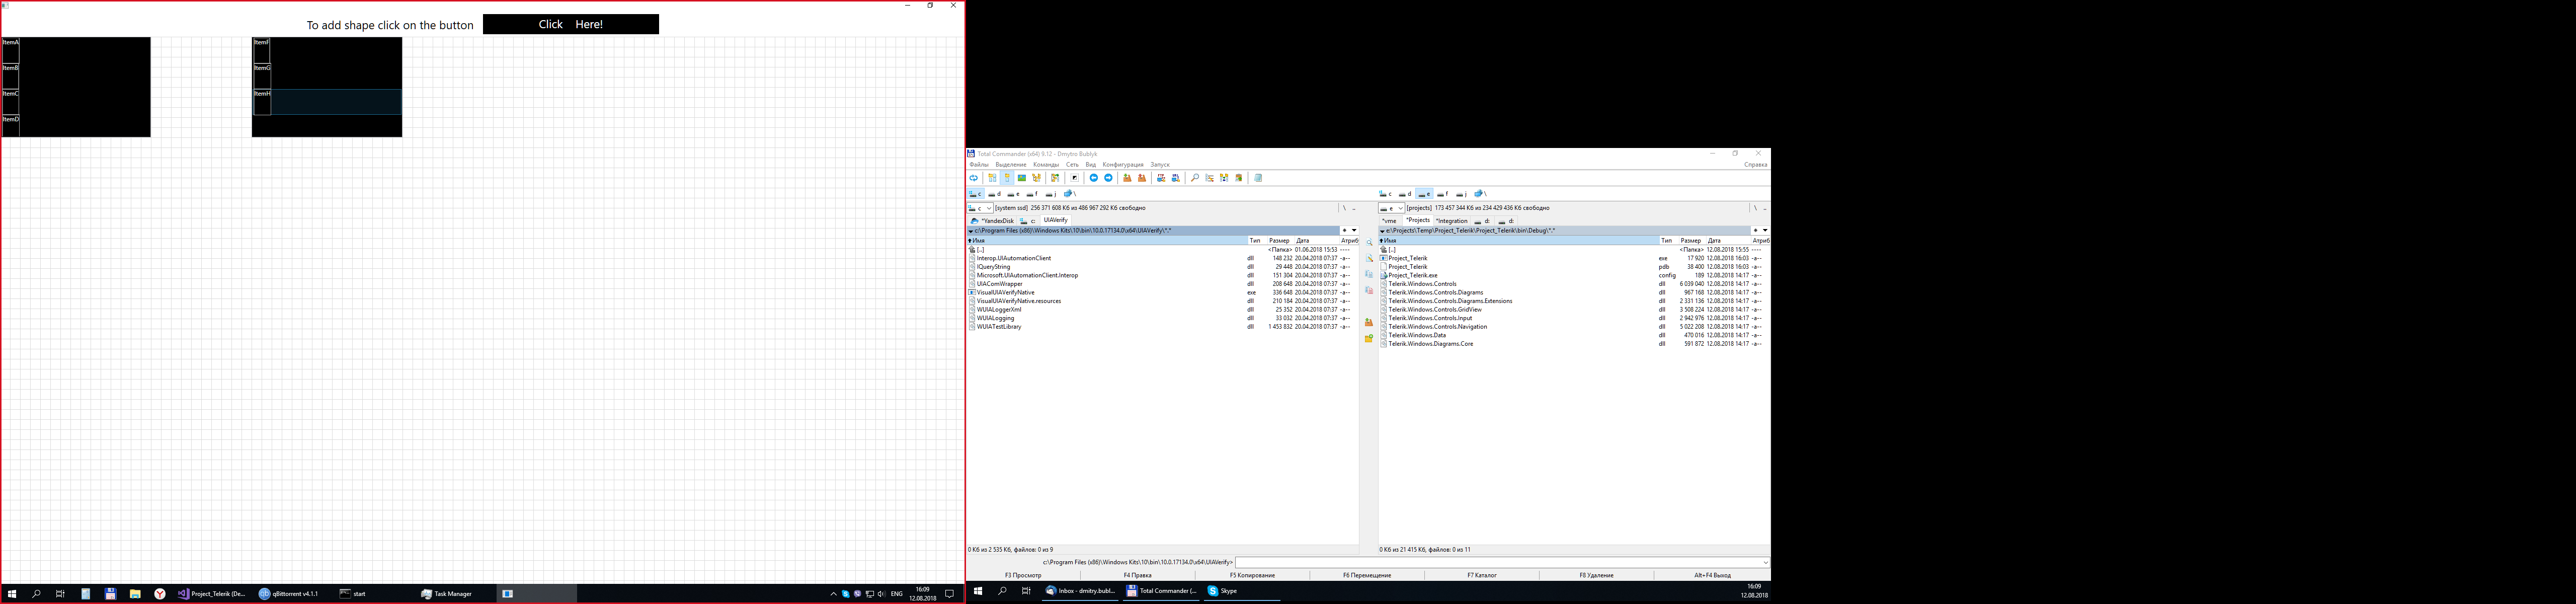 To add shape click on the button
Click Here!
ItemA
ItemB
ItemC
ItemD
ItemF
ItemG
ItemH
Project_Telerik (De...
qBittorrent v4.1.1
start
Task Manager
ENG
16:09
12.08.2018
Total Commander (x64) 9.12 - Dmytro Bublyk
Файлы Выделение Команды Сеть Вид Конфигурация Запуск
Справка
c d e f j \
c [system ssd] 256 371 608 Кб из 486 967 292 Кб свободно \ ..
*YandexDisk c: UIAVerify
c:\Program Files (x86)\Windows Kits\10\bin\10.0.17134.0\x64\UIAVerify\*.*
Имя Тип Размер Дата Атриб
[..] <Папка> 01.06.2018 15:53 ----
Interop.UIAutomationClient dll 148 232 20.04.2018 07:37 -a--
IQueryString dll 29 448 20.04.2018 07:37 -a--
Microsoft.UIAutomationClient.Interop dll 151 304 20.04.2018 07:37 -a--
UIAComWrapper dll 208 648 20.04.2018 07:37 -a--
VisualUIAVerifyNative exe 336 648 20.04.2018 07:37 -a--
VisualUIAVerifyNative.resources dll 210 184 20.04.2018 07:37 -a--
WUIALoggerXml dll 25 352 20.04.2018 07:37 -a--
WUIALogging dll 33 032 20.04.2018 07:37 -a--
WUIATestLibrary dll 1 453 832 20.04.2018 07:37 -a--
0 Кб из 2 535 Кб, файлов: 0 из 9
c d e f j \
e [projects] 173 457 344 Кб из 234 429 436 Кб свободно \ ..
*vme *Projects *Integration d: d:
e:\Projects\Temp\Project_Telerik\Project_Telerik\bin\Debug\*.*
Имя Тип Размер Дата Атриб
[..] <Папка> 12.08.2018 15:55 ----
Project_Telerik exe 17 920 12.08.2018 16:03 -a--
Project_Telerik pdb 38 400 12.08.2018 16:03 -a--
Project_Telerik.exe config 189 12.08.2018 14:17 -a--
Telerik.Windows.Controls dll 6 039 040 12.08.2018 14:17 -a--
Telerik.Windows.Controls.Diagrams dll 967 168 12.08.2018 14:17 -a--
Telerik.Windows.Controls.Diagrams.Extensions dll 2 331 136 12.08.2018 14:17 -a--
Telerik.Windows.Controls.GridView dll 3 508 224 12.08.2018 14:17 -a--
Telerik.Windows.Controls.Input dll 2 942 976 12.08.2018 14:17 -a--
Telerik.Windows.Controls.Navigation dll 5 022 208 12.08.2018 14:17 -a--
Telerik.Windows.Data dll 470 016 12.08.2018 14:17 -a--
Telerik.Windows.Diagrams.Core dll 591 872 12.08.2018 14:17 -a--
0 Кб из 21 415 Кб, файлов: 0 из 11
c:\Program Files (x86)\Windows Kits\10\bin\10.0.17134.0\x64\UIAVerify>
F3 Просмотр F4 Правка F5 Копирование F6 Перемещение F7 Каталог F8 Удаление Alt+F4 Выход
Inbox - dmitry.bubl...
Total Commander (...
Skype
16:09
12.08.2018